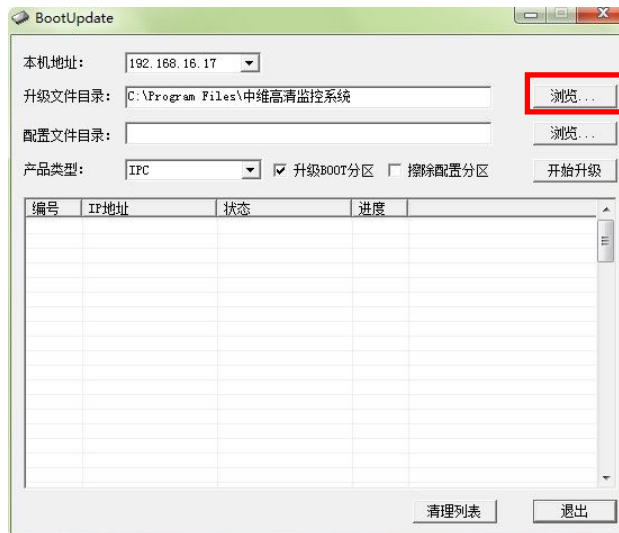 BootUpdate
本机地址： 192.168.16.17
升级文件目录： C:\Program Files\中维高清监控系统 浏览...
配置文件目录： 浏览...
产品类型： IPC 升级BOOT分区 擦除配置分区 开始升级
编号 IP地址 状态 进度
清理列表 退出